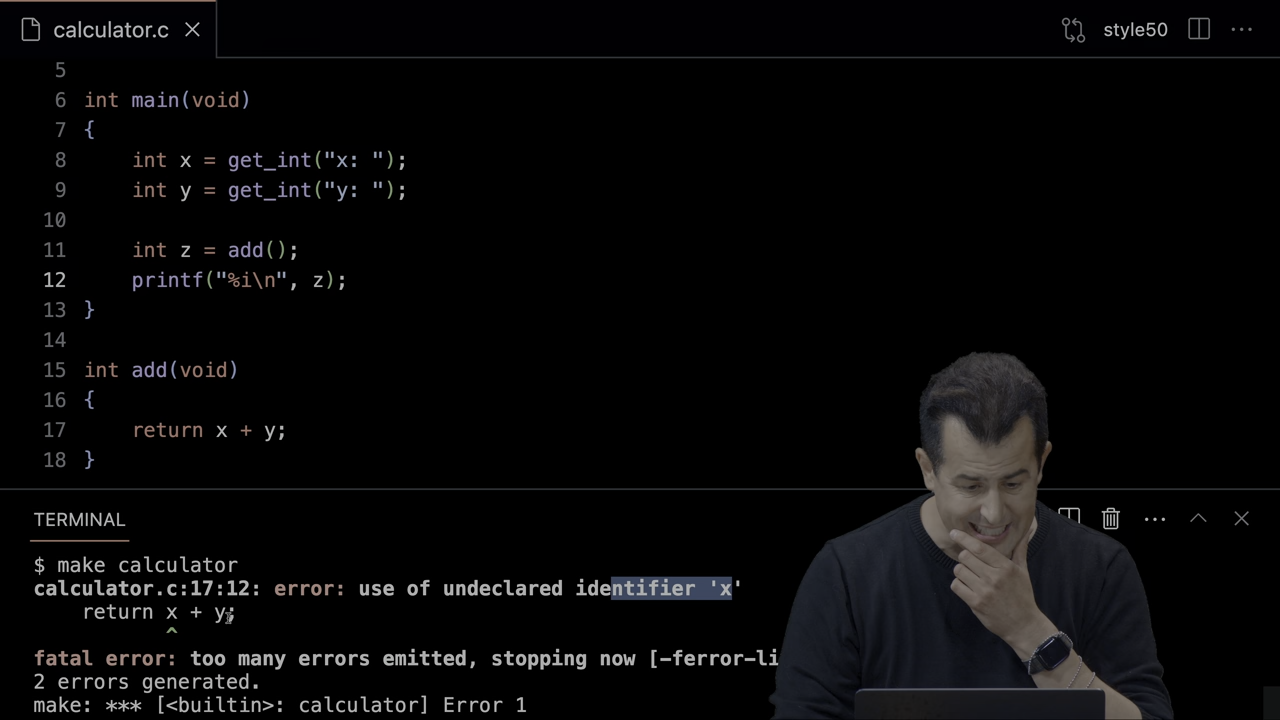 calculator.c
style50
5
6 int main(void)
7 {
8 int x = get_int("x: ");
9 int y = get_int("y: ");
10
11 int z = add();
12 printf("%i\n", z);
13 }
14
15 int add(void)
16 {
17 return x + y;
18 }
TERMINAL
$ make calculator
calculator.c:17:12: error: use of undeclared identifier 'x'
return x + y;
^
fatal error: too many errors emitted, stopping now [-ferror-li
2 errors generated.
make: *** [<builtin>: calculator] Error 1